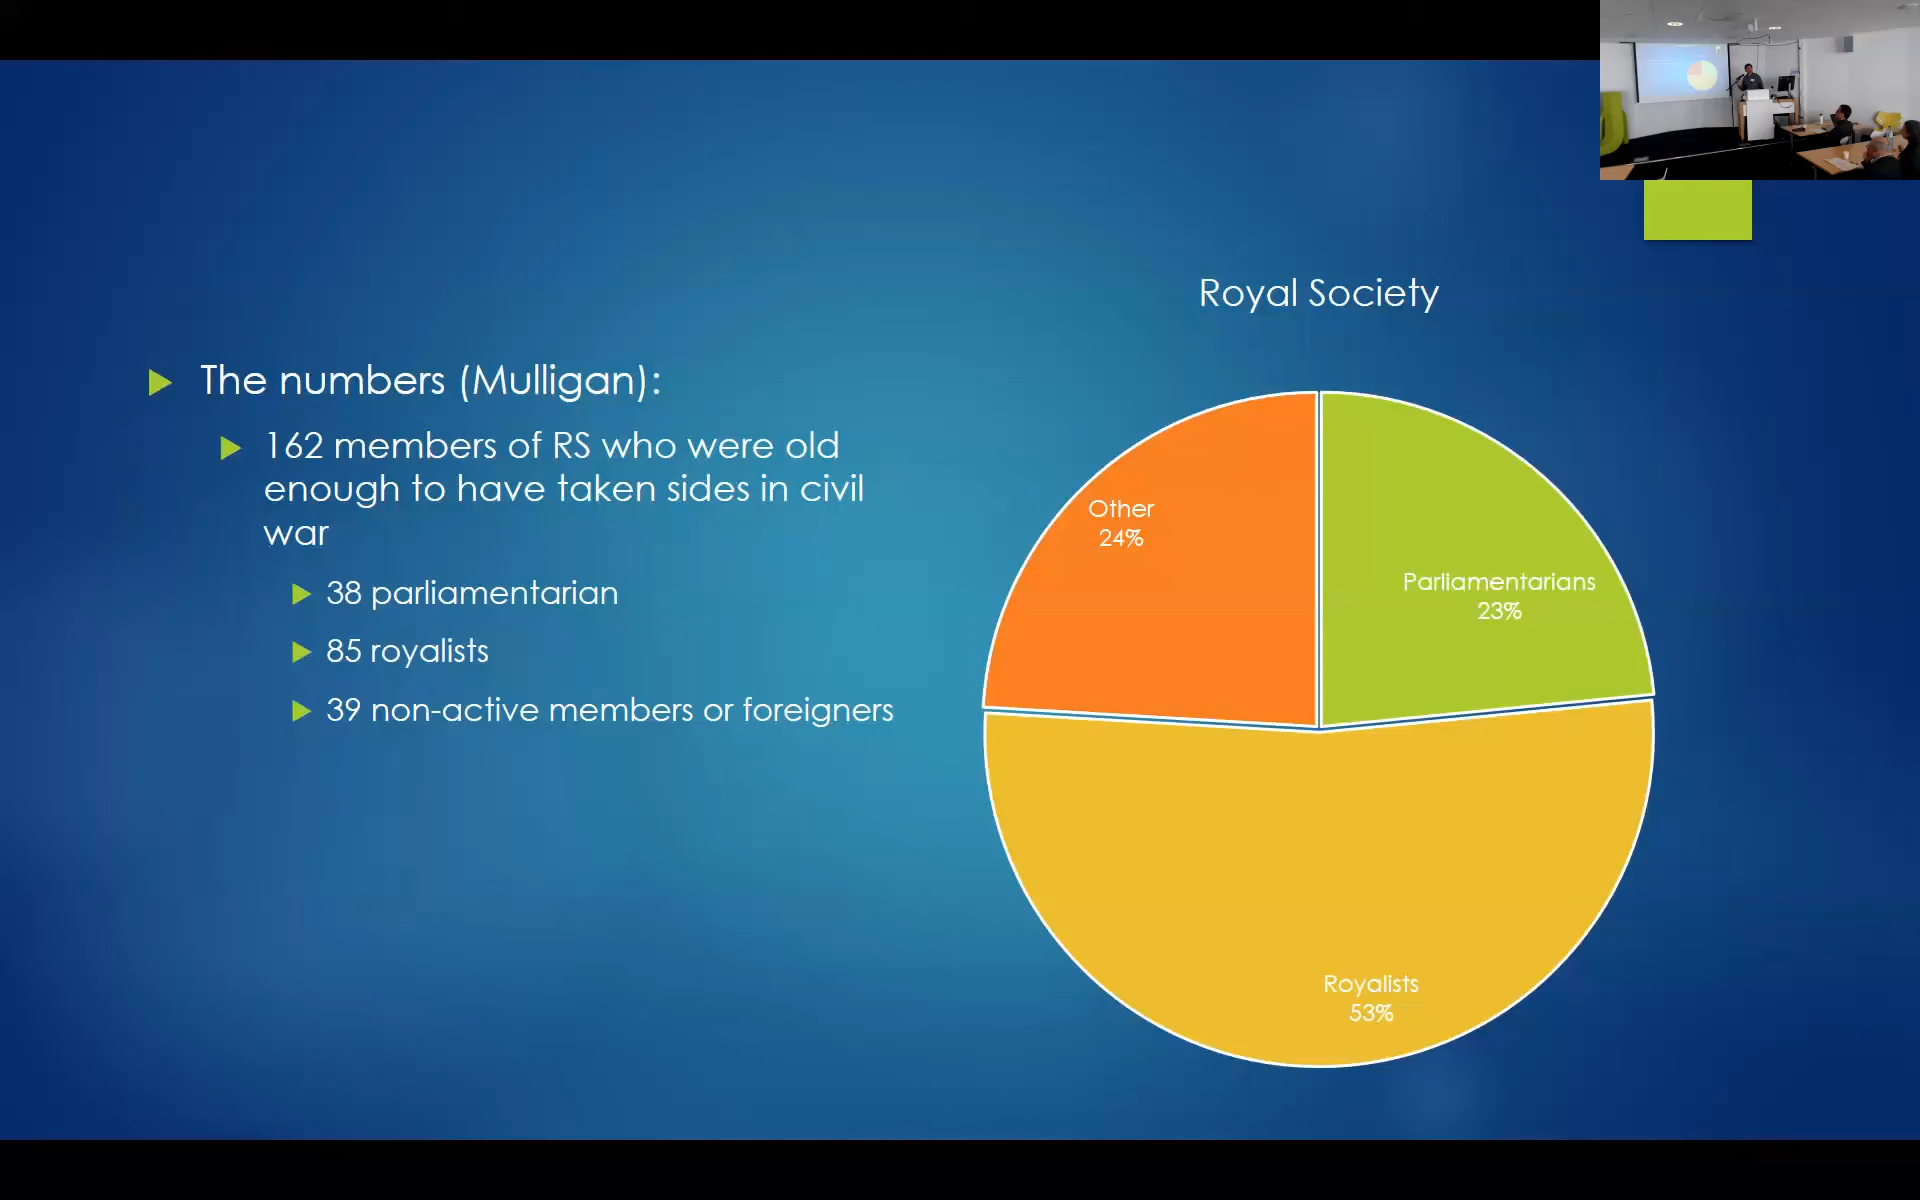 The numbers (Mulligan):
162 members of RS who were old
enough to have taken sides in civil
war
38 parliamentarian
85 royalists
39 non-active members or foreigners
Royal Society
Other
24%
Parliamentarians
23%
Royalists
53%